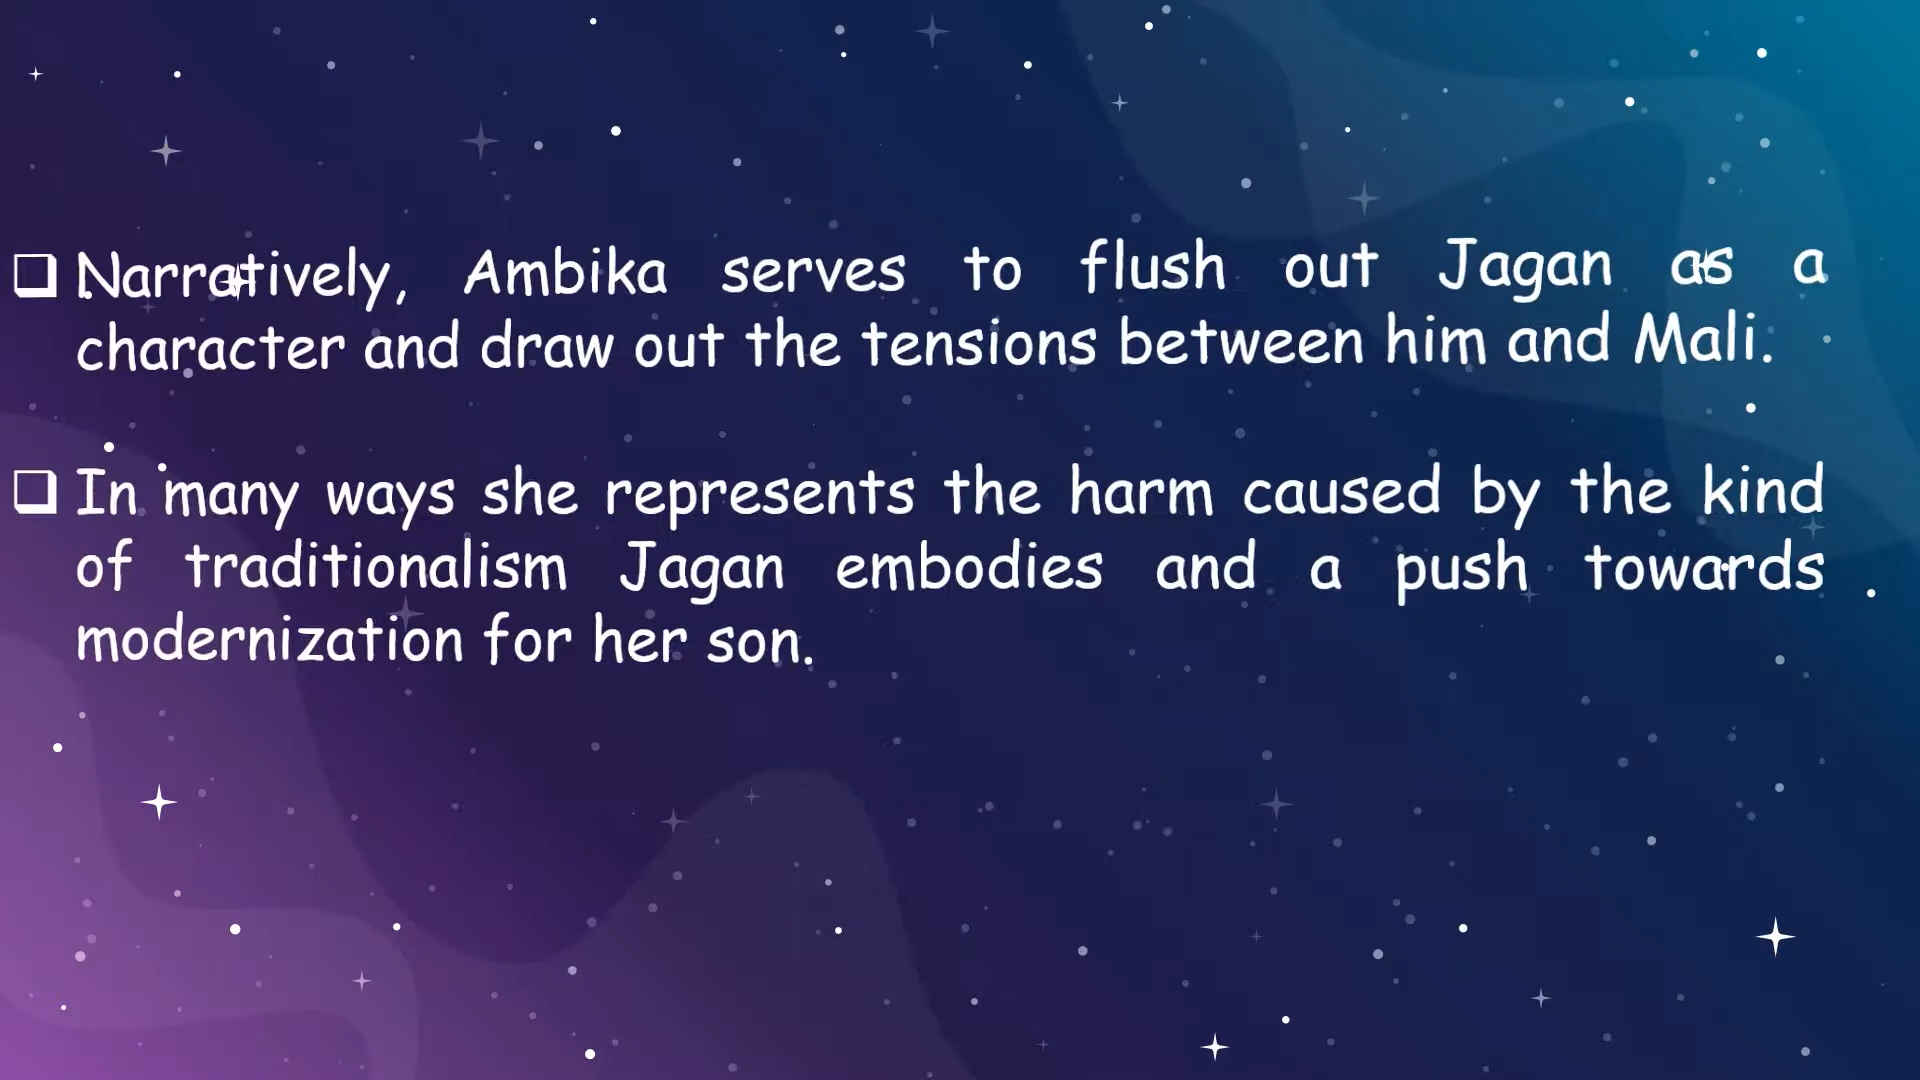 ❑ Narratively, Ambika serves to flush out Jagan as a
character and draw out the tensions between him and Mali.
❑ In many ways she represents the harm caused by the kind
of traditionalism Jagan embodies and a push towards
modernization for her son.